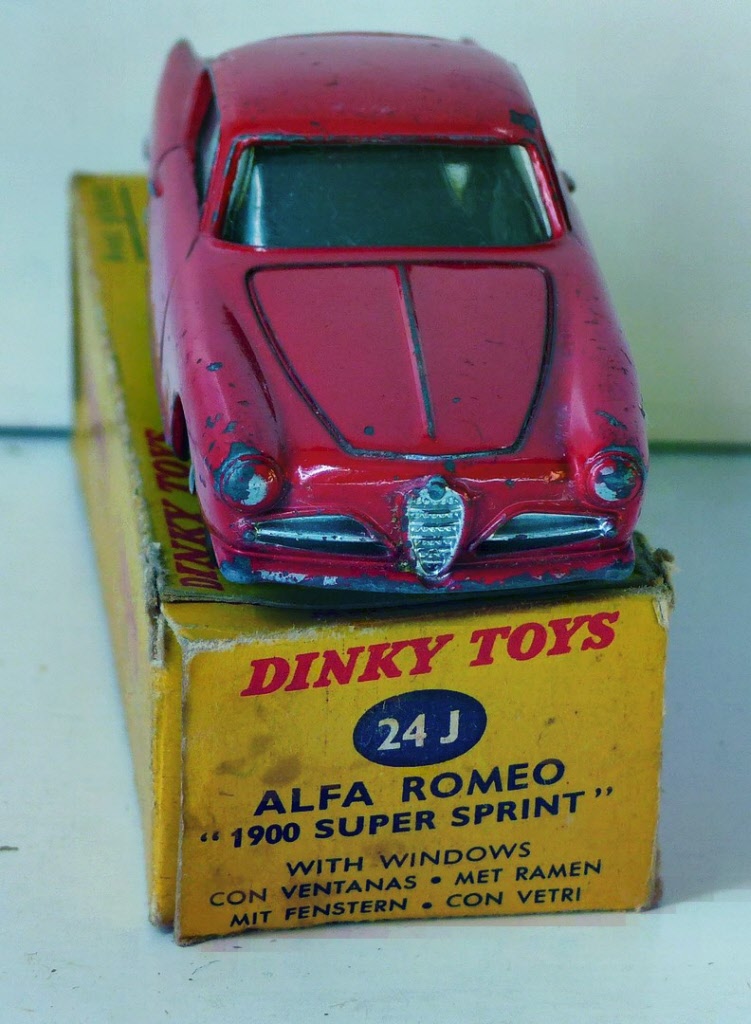 DINKY TOYS
DINKY TOYS
24 J
ALFA ROMEO
“ 1900 SUPER SPRINT ”
WITH WINDOWS
CON VENTANAS • MET RAMEN
MIT FENSTERN • CON VETRI